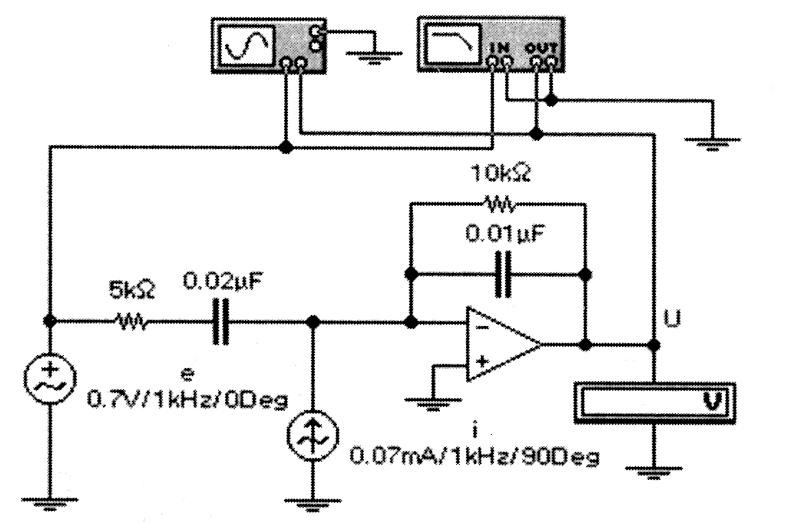 IN OUT
10kΩ
0.01µF
5kΩ
0.02µF
U
e
0.7V/1kHz/0Deg
V
i
0.07mA/1kHz/90Deg